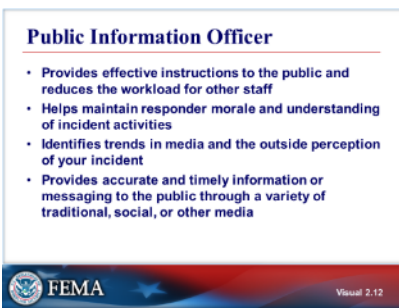 Public Information Officer
• Provides effective instructions to the public and
reduces the workload for other staff
• Helps maintain responder morale and understanding
of incident activities
• Identifies trends in media and the outside perception
of your incident
• Provides accurate and timely information or
messaging to the public through a variety of
traditional, social, or other media
FEMA
Visual 2.12